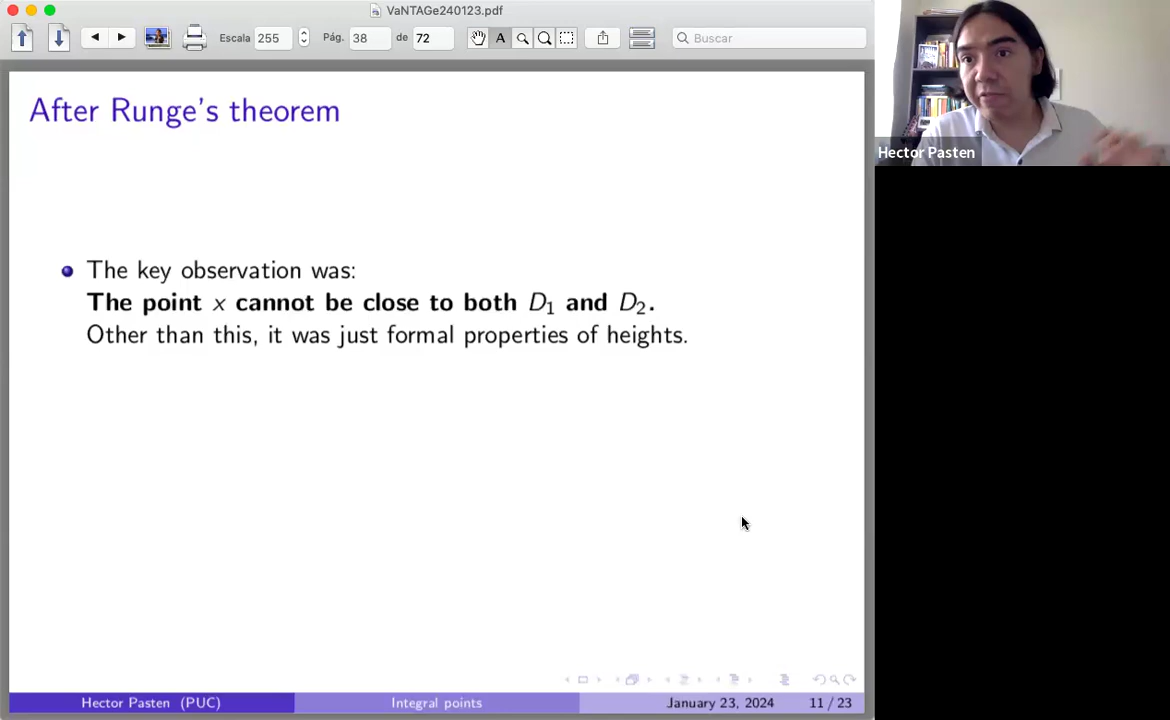 VaNTAGe240123.pdf
Escala 255 Pág. 38 de 72 A Buscar
After Runge's theorem
The key observation was:
The point x cannot be close to both D₁ and D₂.
Other than this, it was just formal properties of heights.
Hector Pasten (PUC) Integral points January 23, 2024 11 / 23
Hector Pasten